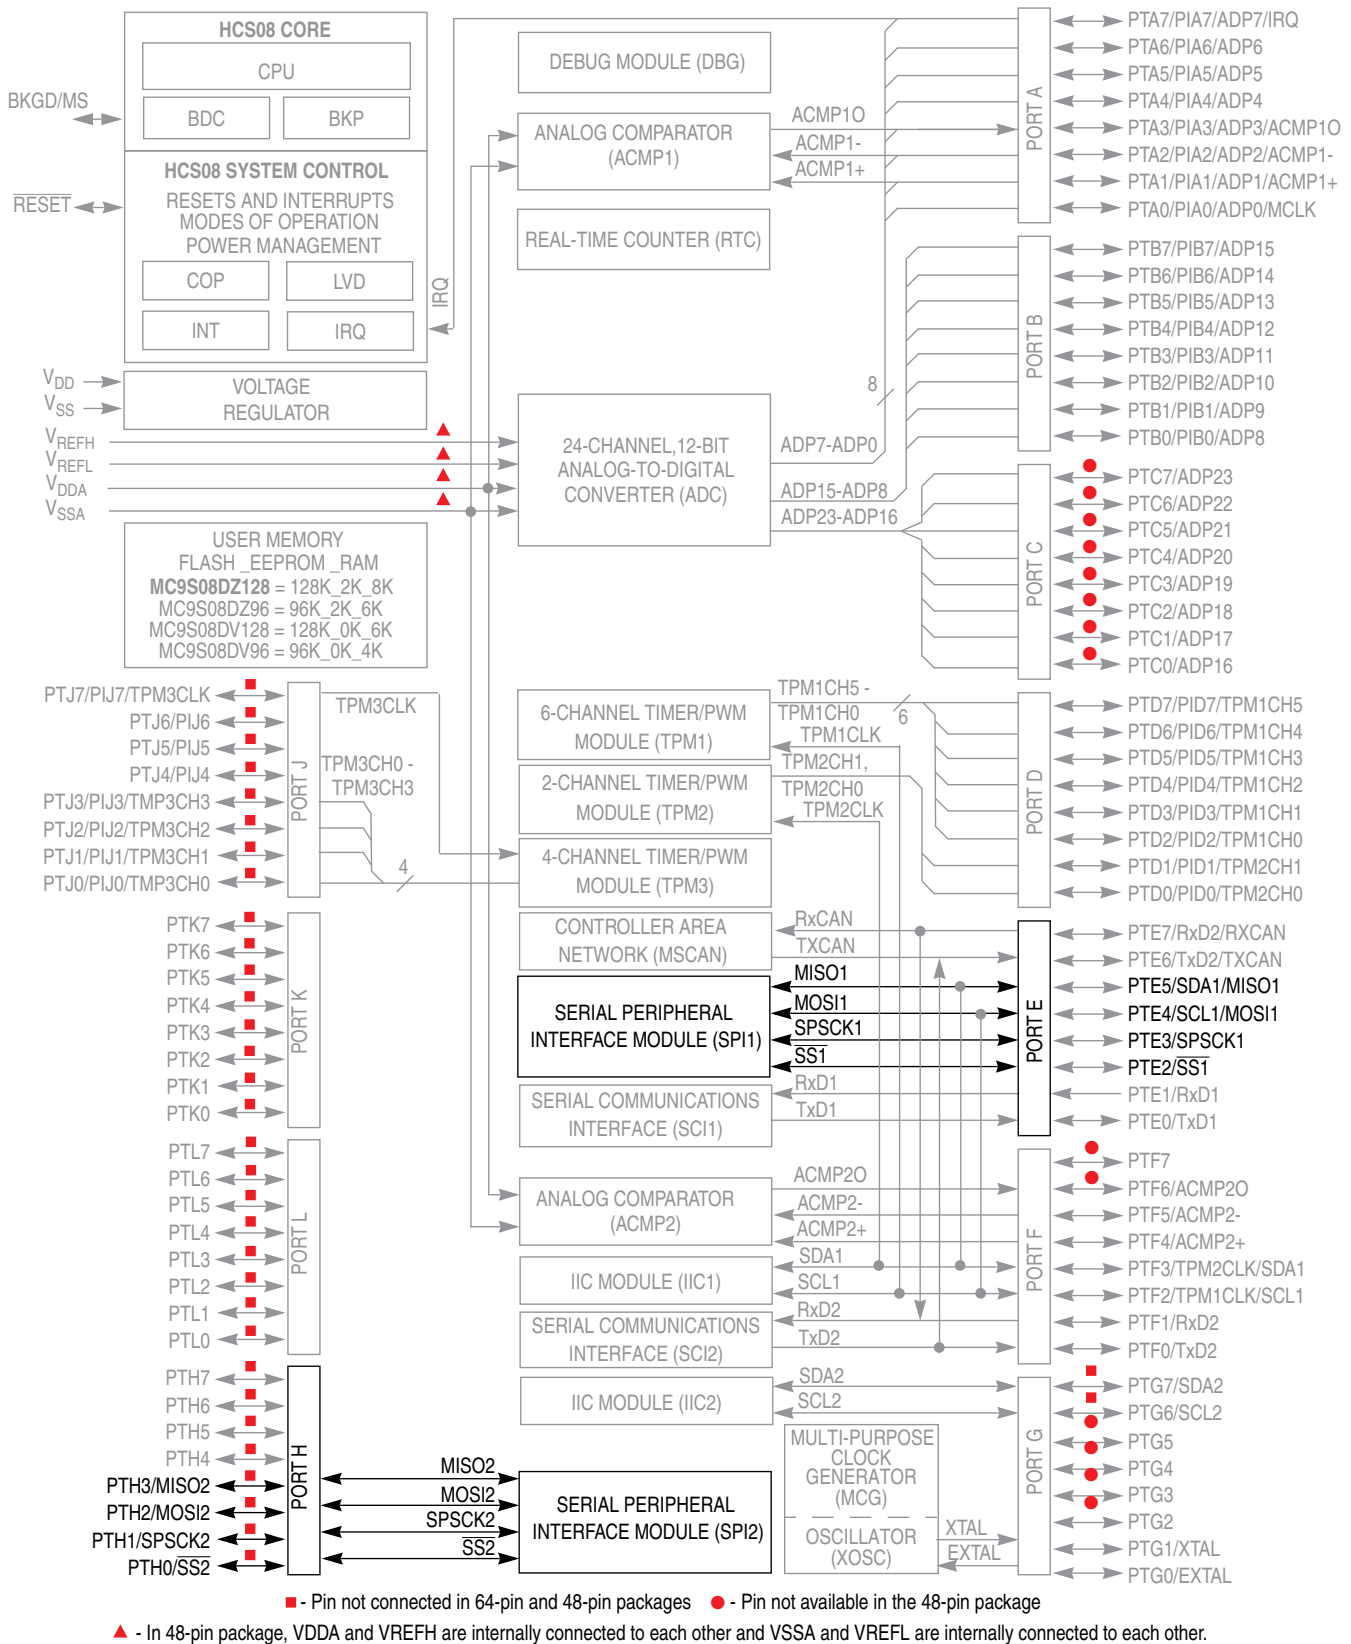 HCS08 CORE
CPU
BDC
BKP
BKGD/MS
HCS08 SYSTEM CONTROL
RESETS AND INTERRUPTS
MODES OF OPERATION
POWER MANAGEMENT
COP
LVD
INT
IRQ
RESET
IRQ
VDD
VSS
VOLTAGE
REGULATOR
VREFH
VREFL
VDDA
VSSA
USER MEMORY
FLASH _EEPROM _RAM
MC9S08DZ128 = 128K_2K_8K
MC9S08DZ96 = 96K_2K_6K
MC9S08DV128 = 128K_0K_6K
MC9S08DV96 = 96K_0K_4K
DEBUG MODULE (DBG)
ANALOG COMPARATOR
(ACMP1)
ACMP1O
ACMP1-
ACMP1+
REAL-TIME COUNTER (RTC)
24-CHANNEL,12-BIT
ANALOG-TO-DIGITAL
CONVERTER (ADC)
8
ADP7-ADP0
ADP15-ADP8
ADP23-ADP16
PORT A
PTA7/PIA7/ADP7/IRQ
PTA6/PIA6/ADP6
PTA5/PIA5/ADP5
PTA4/PIA4/ADP4
PTA3/PIA3/ADP3/ACMP1O
PTA2/PIA2/ADP2/ACMP1-
PTA1/PIA1/ADP1/ACMP1+
PTA0/PIA0/ADP0/MCLK
PORT B
PTB7/PIB7/ADP15
PTB6/PIB6/ADP14
PTB5/PIB5/ADP13
PTB4/PIB4/ADP12
PTB3/PIB3/ADP11
PTB2/PIB2/ADP10
PTB1/PIB1/ADP9
PTB0/PIB0/ADP8
PORT C
PTC7/ADP23
PTC6/ADP22
PTC5/ADP21
PTC4/ADP20
PTC3/ADP19
PTC2/ADP18
PTC1/ADP17
PTC0/ADP16
PTJ7/PIJ7/TPM3CLK
PTJ6/PIJ6
PTJ5/PIJ5
PTJ4/PIJ4
PTJ3/PIJ3/TMP3CH3
PTJ2/PIJ2/TPM3CH2
PTJ1/PIJ1/TPM3CH1
PTJ0/PIJ0/TMP3CH0
PORT J
TPM3CLK
TPM3CH0 -
TPM3CH3
4
6-CHANNEL TIMER/PWM
MODULE (TPM1)
TPM1CH5 -
TPM1CH0
6
TPM1CLK
2-CHANNEL TIMER/PWM
MODULE (TPM2)
TPM2CH1,
TPM2CH0
TPM2CLK
4-CHANNEL TIMER/PWM
MODULE (TPM3)
PORT D
PTD7/PID7/TPM1CH5
PTD6/PID6/TPM1CH4
PTD5/PID5/TPM1CH3
PTD4/PID4/TPM1CH2
PTD3/PID3/TPM1CH1
PTD2/PID2/TPM1CH0
PTD1/PID1/TPM2CH1
PTD0/PID0/TPM2CH0
PTK7
PTK6
PTK5
PTK4
PTK3
PTK2
PTK1
PTK0
PORT K
CONTROLLER AREA
NETWORK (MSCAN)
RxCAN
TXCAN
SERIAL PERIPHERAL
INTERFACE MODULE (SPI1)
MISO1
MOSI1
SPSCK1
SS1
SERIAL COMMUNICATIONS
INTERFACE (SCI1)
RxD1
TxD1
PORT E
PTE7/RxD2/RXCAN
PTE6/TxD2/TXCAN
PTE5/SDA1/MISO1
PTE4/SCL1/MOSI1
PTE3/SPSCK1
PTE2/SS1
PTE1/RxD1
PTE0/TxD1
PTL7
PTL6
PTL5
PTL4
PTL3
PTL2
PTL1
PTL0
PORT L
ANALOG COMPARATOR
(ACMP2)
ACMP2O
ACMP2-
ACMP2+
IIC MODULE (IIC1)
SDA1
SCL1
SERIAL COMMUNICATIONS
INTERFACE (SCI2)
RxD2
TxD2
PORT F
PTF7
PTF6/ACMP2O
PTF5/ACMP2-
PTF4/ACMP2+
PTF3/TPM2CLK/SDA1
PTF2/TPM1CLK/SCL1
PTF1/RxD2
PTF0/TxD2
PTH7
PTH6
PTH5
PTH4
PTH3/MISO2
PTH2/MOSI2
PTH1/SPSCK2
PTH0/SS2
PORT H
MISO2
MOSI2
SPSCK2
SS2
SERIAL PERIPHERAL
INTERFACE MODULE (SPI2)
IIC MODULE (IIC2)
SDA2
SCL2
MULTI-PURPOSE
CLOCK
GENERATOR
(MCG)
OSCILLATOR
(XOSC)
XTAL
EXTAL
PORT G
PTG7/SDA2
PTG6/SCL2
PTG5
PTG4
PTG3
PTG2
PTG1/XTAL
PTG0/EXTAL
- Pin not connected in 64-pin and 48-pin packages
- Pin not available in the 48-pin package
- In 48-pin package, VDDA and VREFH are internally connected to each other and VSSA and VREFL are internally connected to each other.